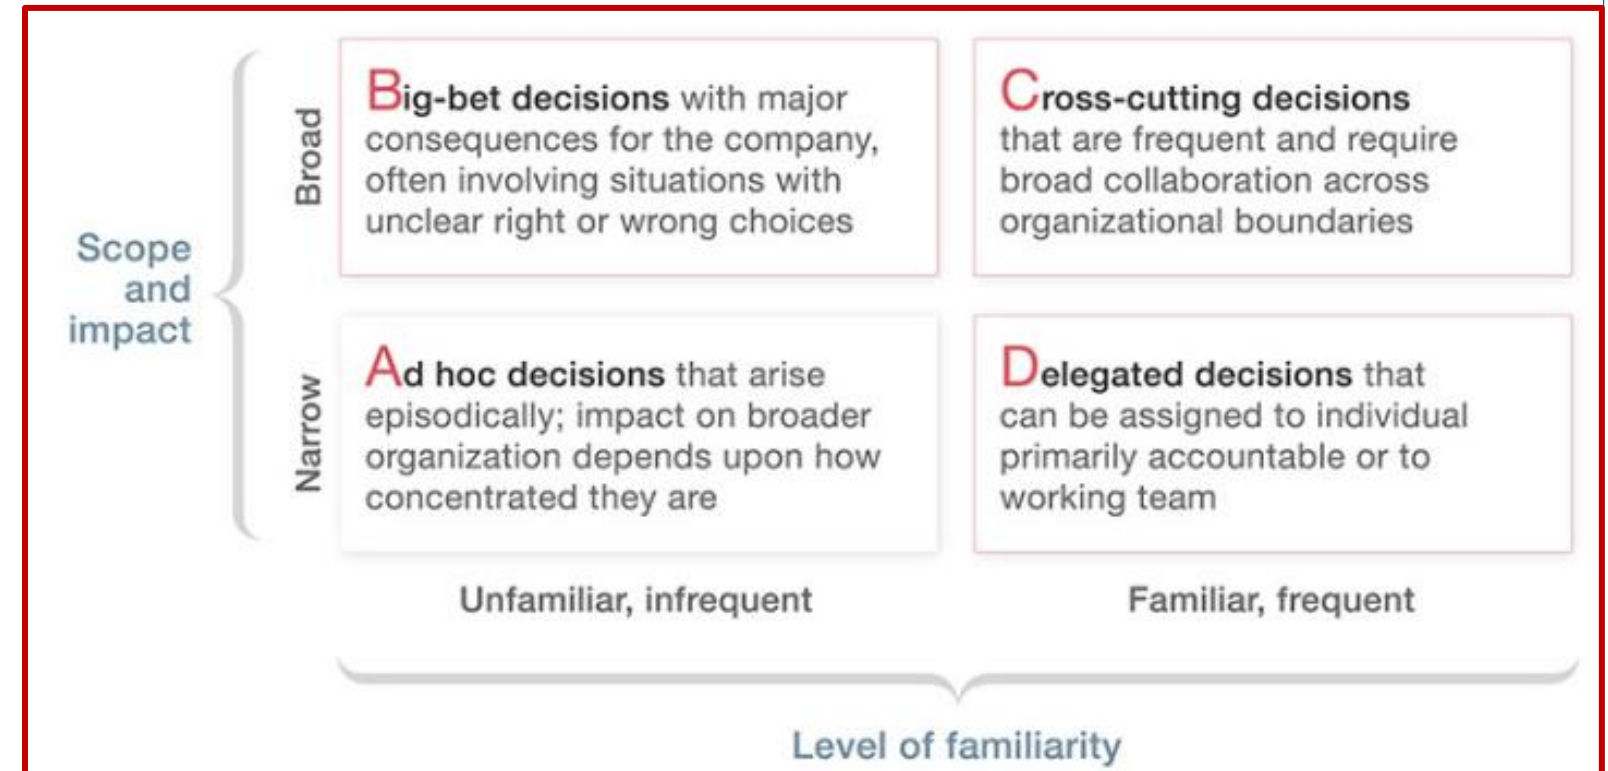 Scope
and
impact
Broad
Big-bet decisions with major
consequences for the company,
often involving situations with
unclear right or wrong choices
Cross-cutting decisions
that are frequent and require
broad collaboration across
organizational boundaries
Narrow
Ad hoc decisions that arise
episodically; impact on broader
organization depends upon how
concentrated they are
Delegated decisions that
can be assigned to individual
primarily accountable or to
working team
Unfamiliar, infrequent
Familiar, frequent
Level of familiarity